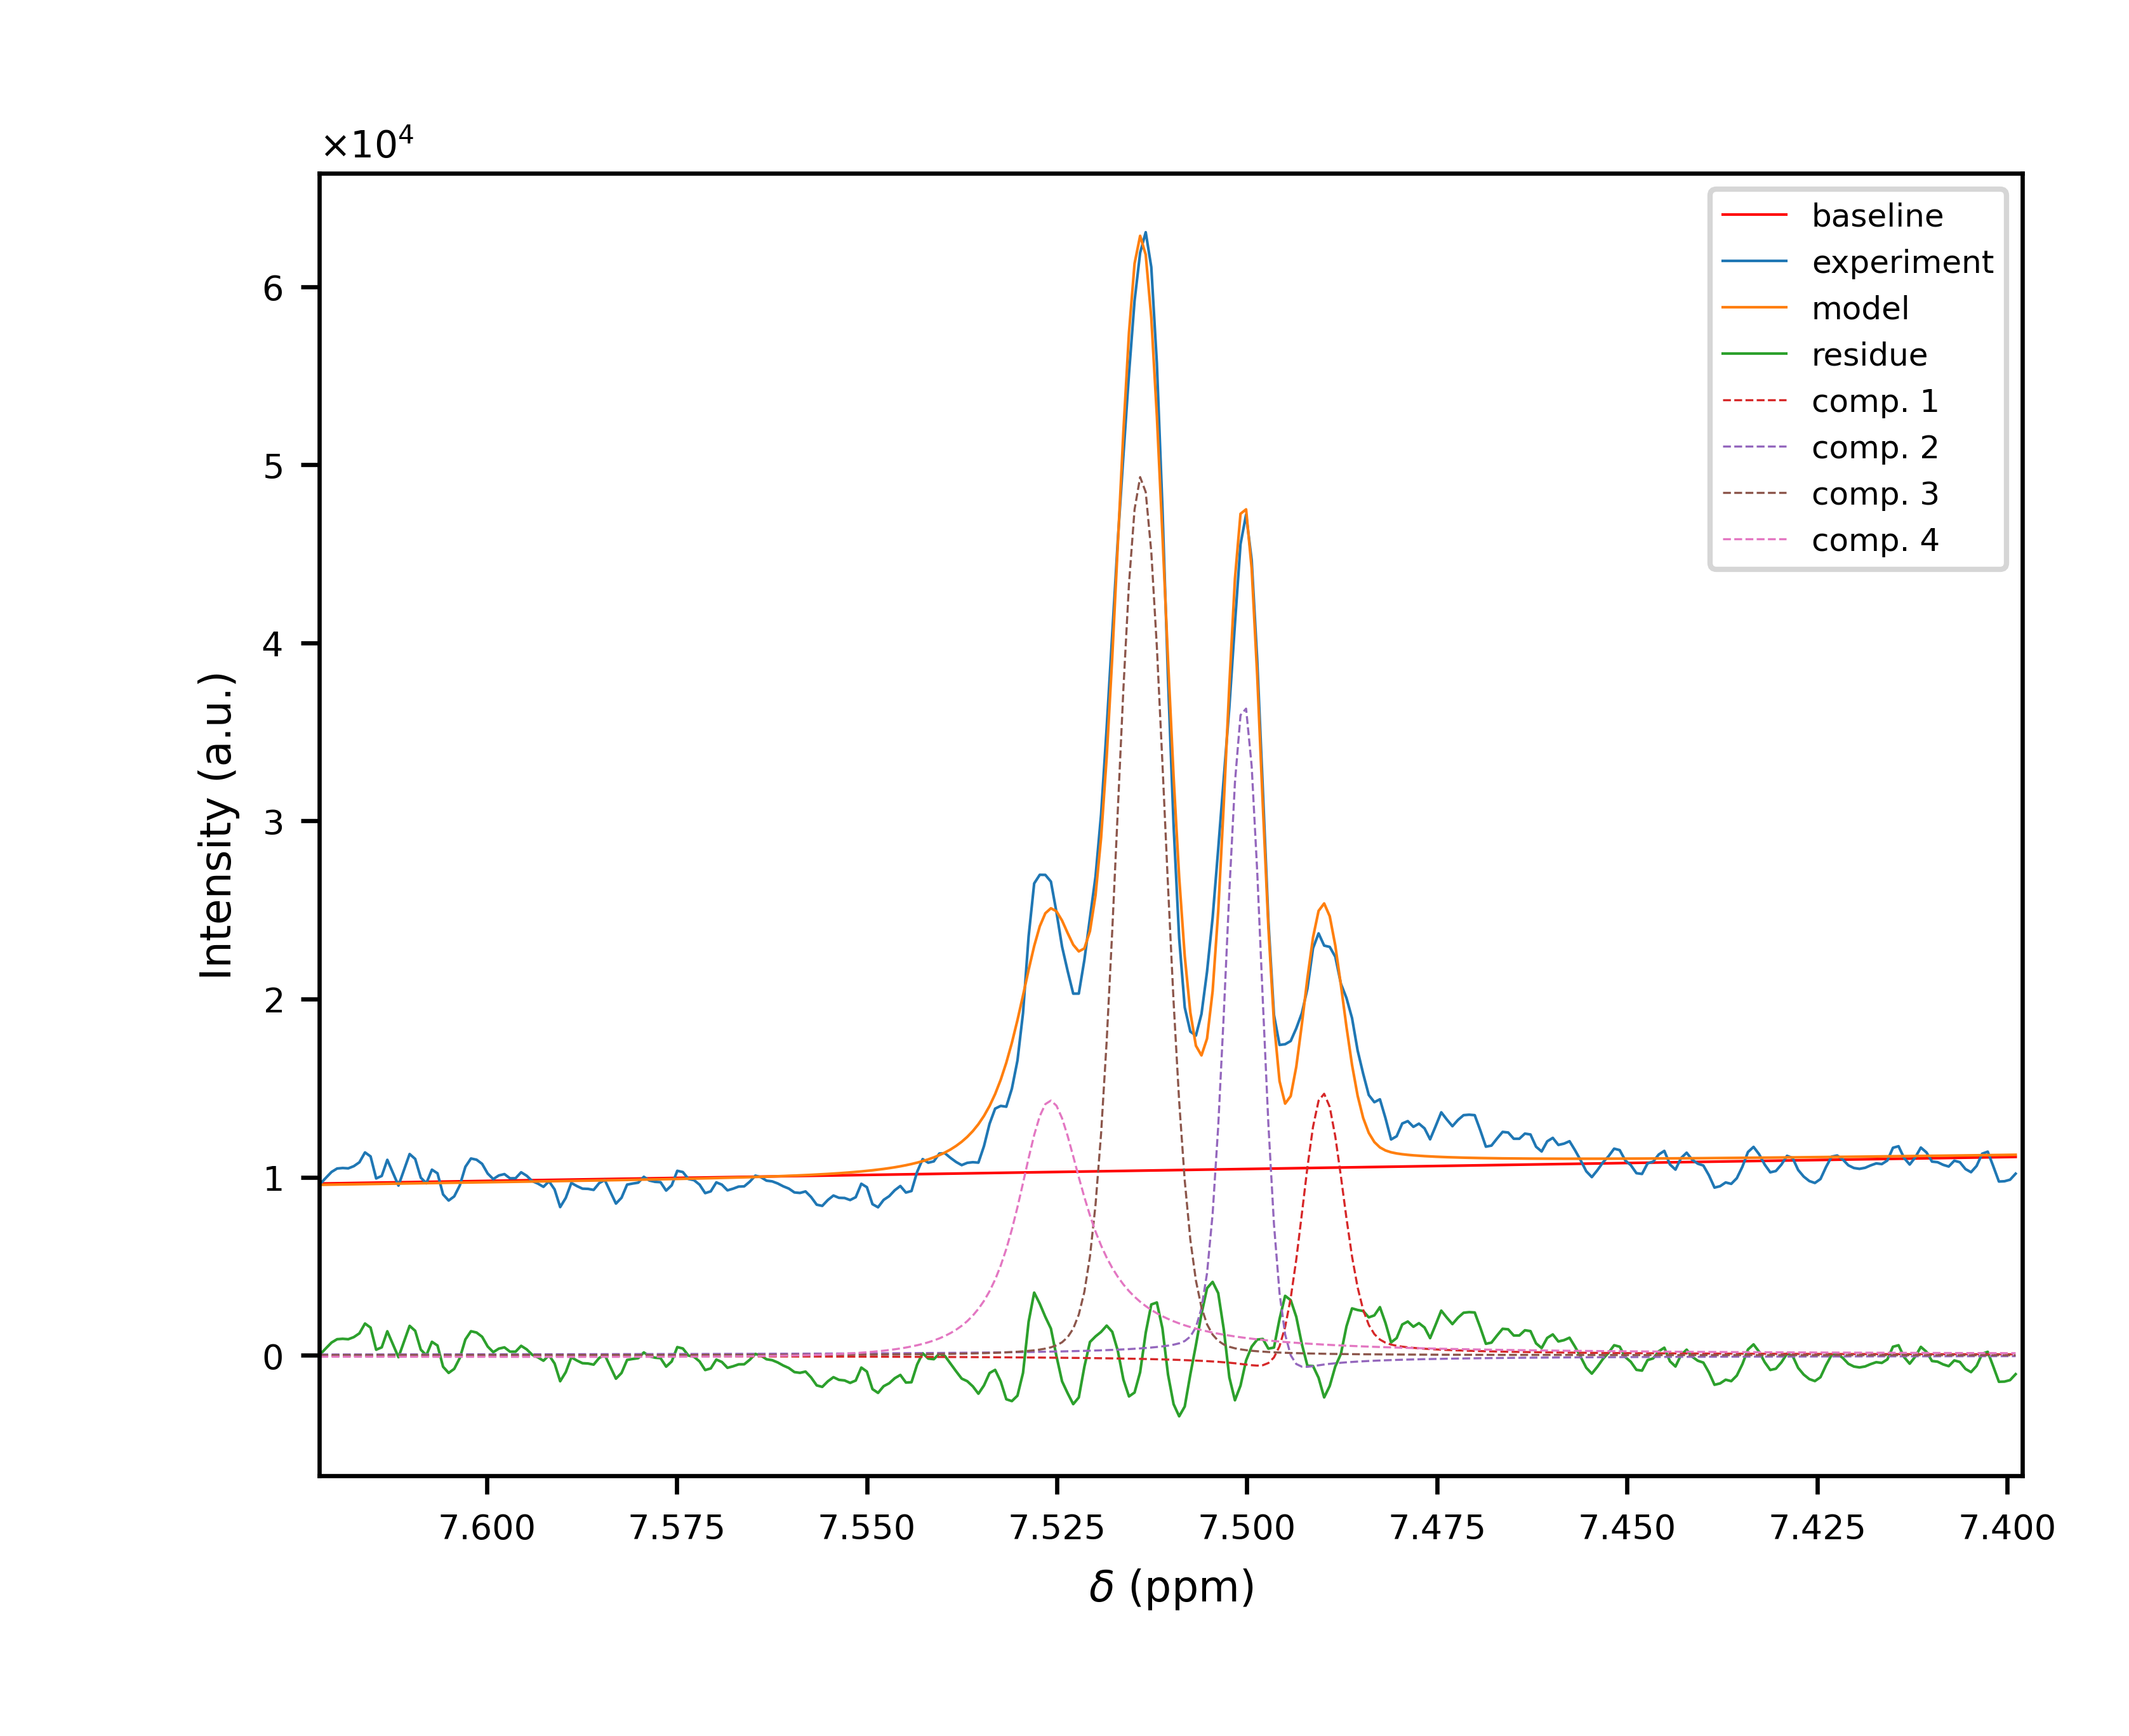 ×10⁴
6
5
4
3
2
1
0
Intensity (a.u.)
baseline
experiment
model
residue
comp. 1
comp. 2
comp. 3
comp. 4
7.600 7.575 7.550 7.525 7.500 7.475 7.450 7.425 7.400
δ (ppm)